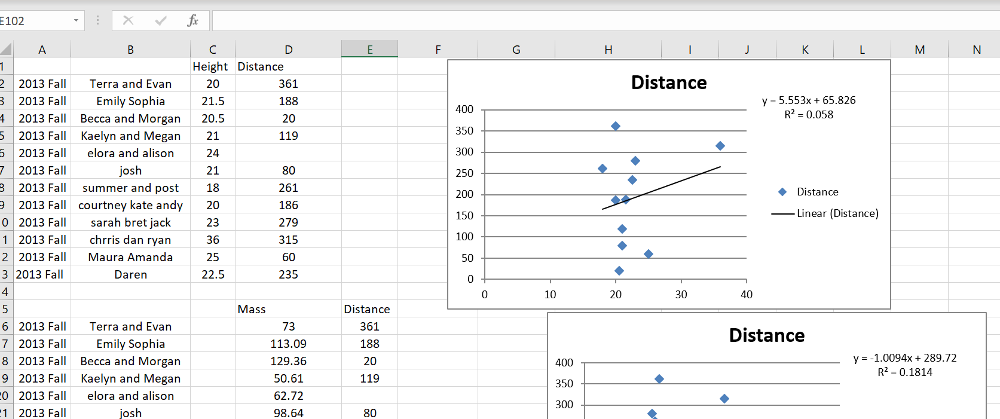 E102 fx
A B C D E F G H I J K L M N
1 Height Distance
2 2013 Fall Terra and Evan 20 361
3 2013 Fall Emily Sophia 21.5 188
4 2013 Fall Becca and Morgan 20.5 20
5 2013 Fall Kaelyn and Megan 21 119
6 2013 Fall elora and alison 24
7 2013 Fall josh 21 80
8 2013 Fall summer and post 18 261
9 2013 Fall courtney kate andy 20 186
0 2013 Fall sarah bret jack 23 279
1 2013 Fall chrris dan ryan 36 315
2 2013 Fall Maura Amanda 25 60
3 2013 Fall Daren 22.5 235
4
5 Mass Distance
6 2013 Fall Terra and Evan 73 361
7 2013 Fall Emily Sophia 113.09 188
8 2013 Fall Becca and Morgan 129.36 20
9 2013 Fall Kaelyn and Megan 50.61 119
20 2013 Fall elora and alison 62.72
21 2013 Fall josh 98.64 80
Distance
y = 5.553x + 65.826
R² = 0.058
400
350
300
250
200
150
100
50
0
0 10 20 30 40
Distance
Linear (Distance)
Distance
y = -1.0094x + 289.72
R² = 0.1814
400
350
300